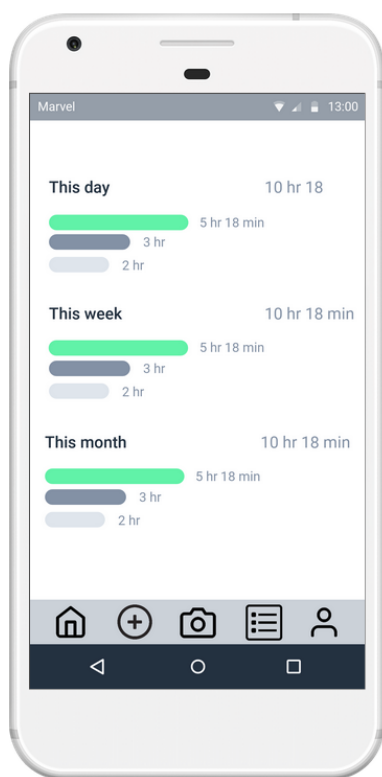 Marvel 13:00
This day 10 hr 18
5 hr 18 min
3 hr
2 hr
This week 10 hr 18 min
5 hr 18 min
3 hr
2 hr
This month 10 hr 18 min
5 hr 18 min
3 hr
2 hr